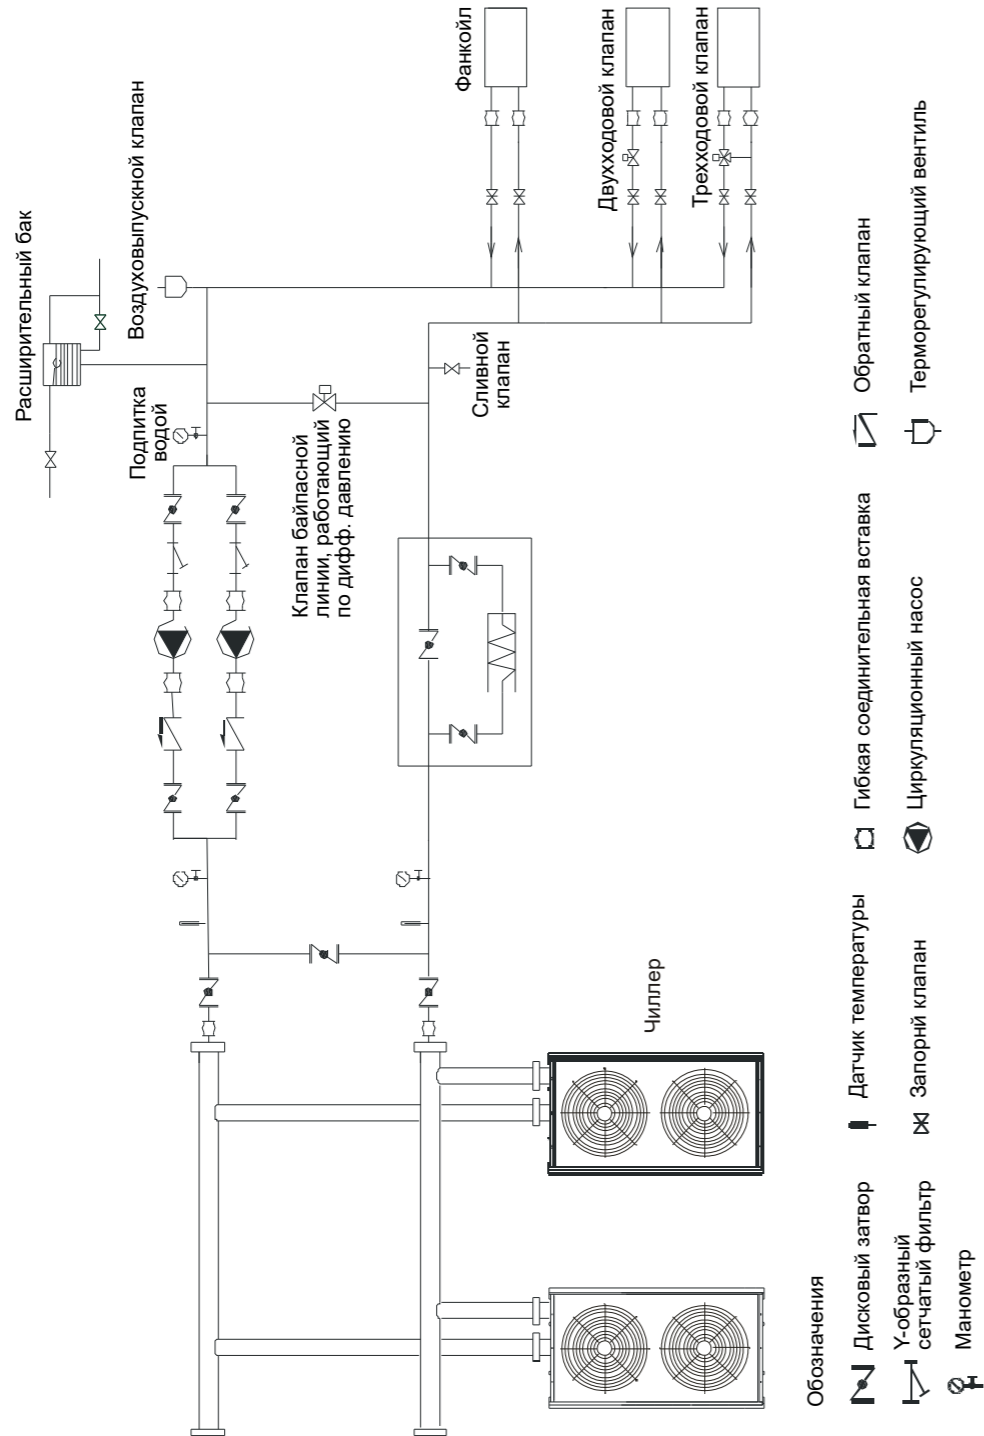 Расширительный бак
Воздуховыпускной клапан
Фанкойл
Двухходовой клапан
Трехходовой клапан
Подпитка
водой
Клапан байпасной
линии, работающий
по дифф. давлению
Сливной
клапан
Чиллер
Обозначения
Дисковый затвор
Датчик температуры
Гибкая соединительная вставка
Обратный клапан
Y-образный
сетчатый фильтр
Запорнй клапан
Циркуляционный насос
Терморегулирующий вентиль
Манометр